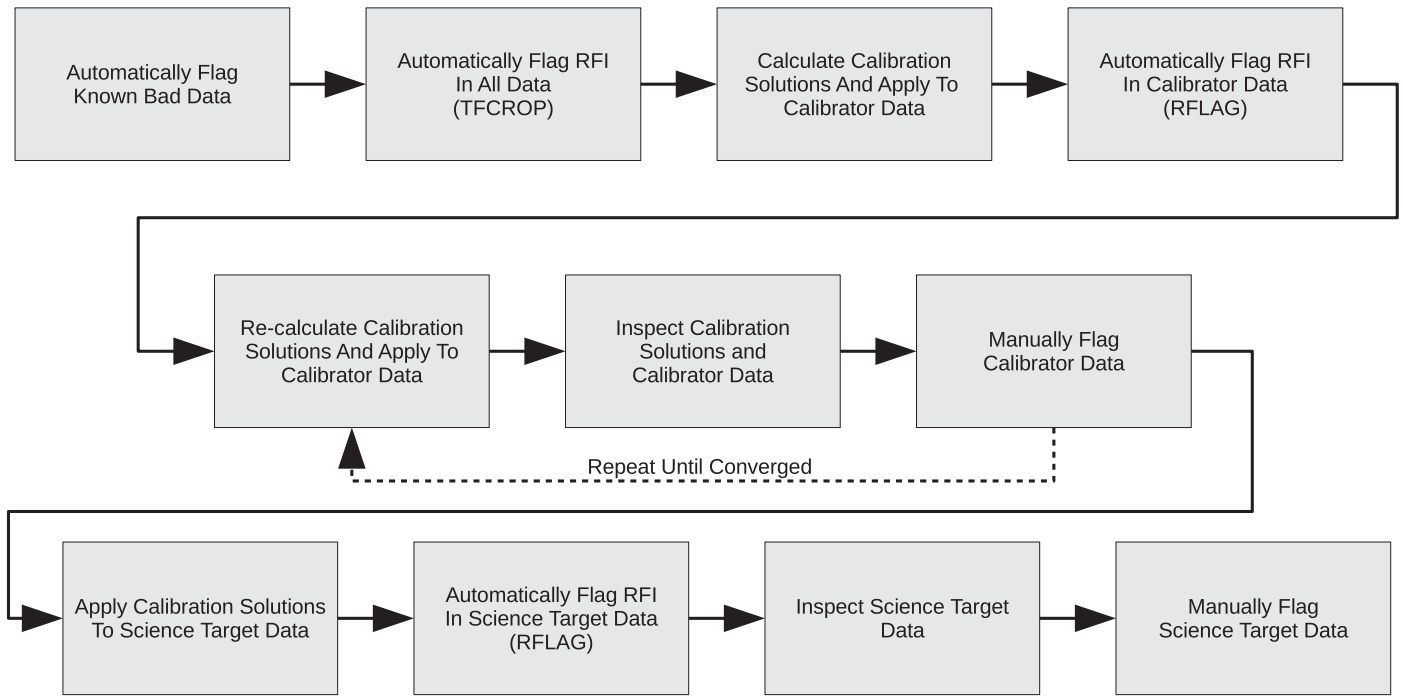 Automatically Flag
Known Bad Data
Automatically Flag RFI
In All Data
(TFCROP)
Calculate Calibration
Solutions And Apply To
Calibrator Data
Automatically Flag RFI
In Calibrator Data
(RFLAG)
Re-calculate Calibration
Solutions And Apply To
Calibrator Data
Inspect Calibration
Solutions and
Calibrator Data
Manually Flag
Calibrator Data
Repeat Until Converged
Apply Calibration Solutions
To Science Target Data
Automatically Flag RFI
In Science Target Data
(RFLAG)
Inspect Science Target
Data
Manually Flag
Science Target Data